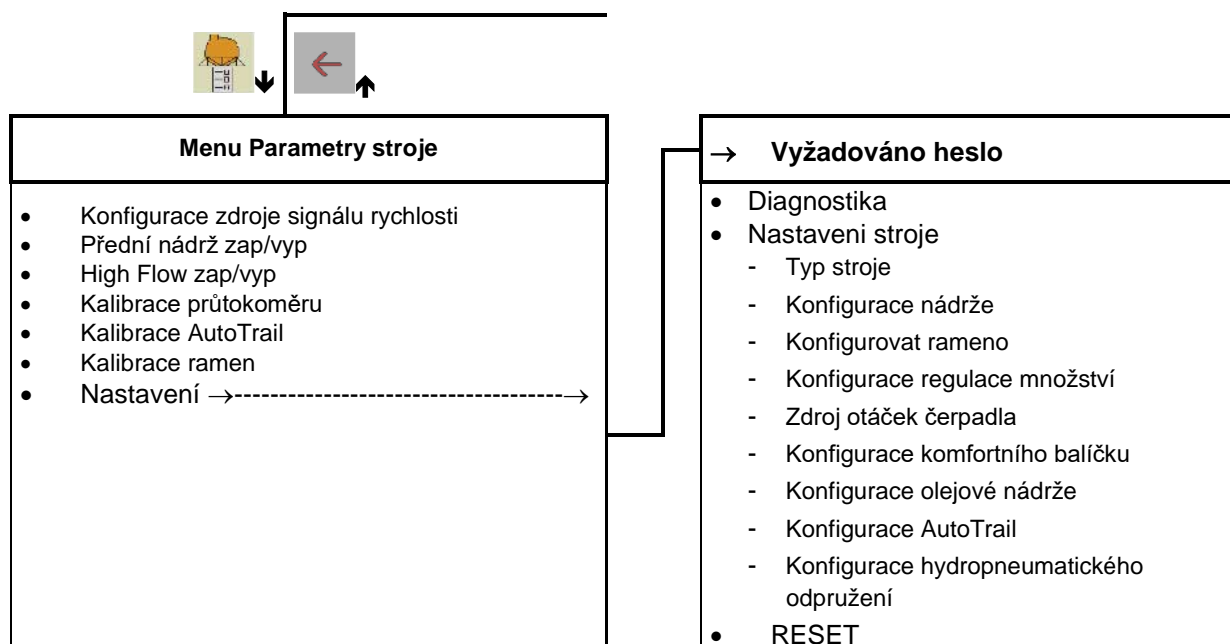 Menu Parametry stroje
• Konfigurace zdroje signálu rychlosti
• Přední nádrž zap/vyp
• High Flow zap/vyp
• Kalibrace průtokoměru
• Kalibrace AutoTrail
• Kalibrace ramen
• Nastavení →-------------------------------------→
→ Vyžadováno heslo
• Diagnostika
• Nastaveni stroje
- Typ stroje
- Konfigurace nádrže
- Konfigurovat rameno
- Konfigurace regulace množství
- Zdroj otáček čerpadla
- Konfigurace komfortního balíčku
- Konfigurace olejové nádrže
- Konfigurace AutoTrail
- Konfigurace hydropneumatického
odpružení
• RESET